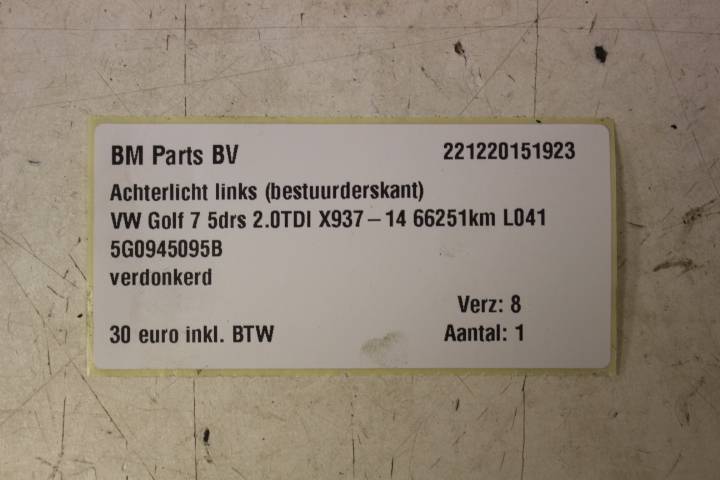 BM Parts BV 221220151923
Achterlicht links (bestuurderskant)
VW Golf 7 5drs 2.0TDI X937-14 66251km L041
5G0945095B
verdonkerd
Verz: 8
30 euro inkl. BTW Aantal: 1